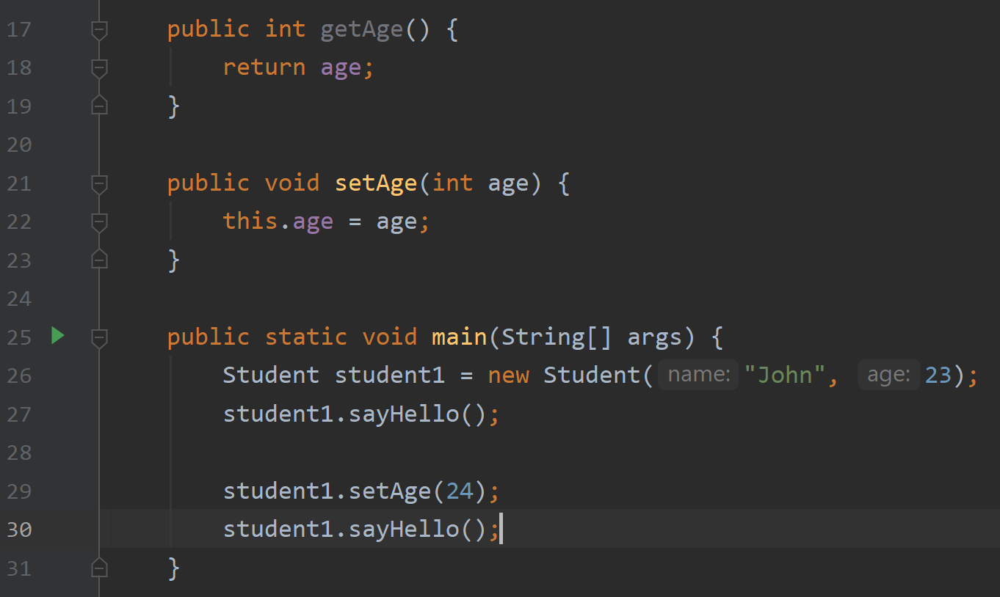 17 public int getAge() {
18 return age;
19 }
20
21 public void setAge(int age) {
22 this.age = age;
23 }
24
25 public static void main(String[] args) {
26 Student student1 = new Student( name: "John", age: 23);
27 student1.sayHello();
28
29 student1.setAge(24);
30 student1.sayHello();
31 }